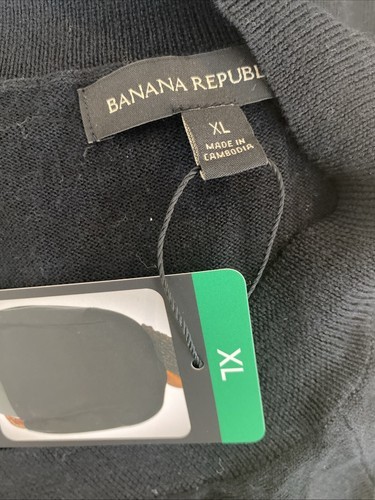 BANANA REPUBL
XL
MADE IN
CAMBODIA
XL